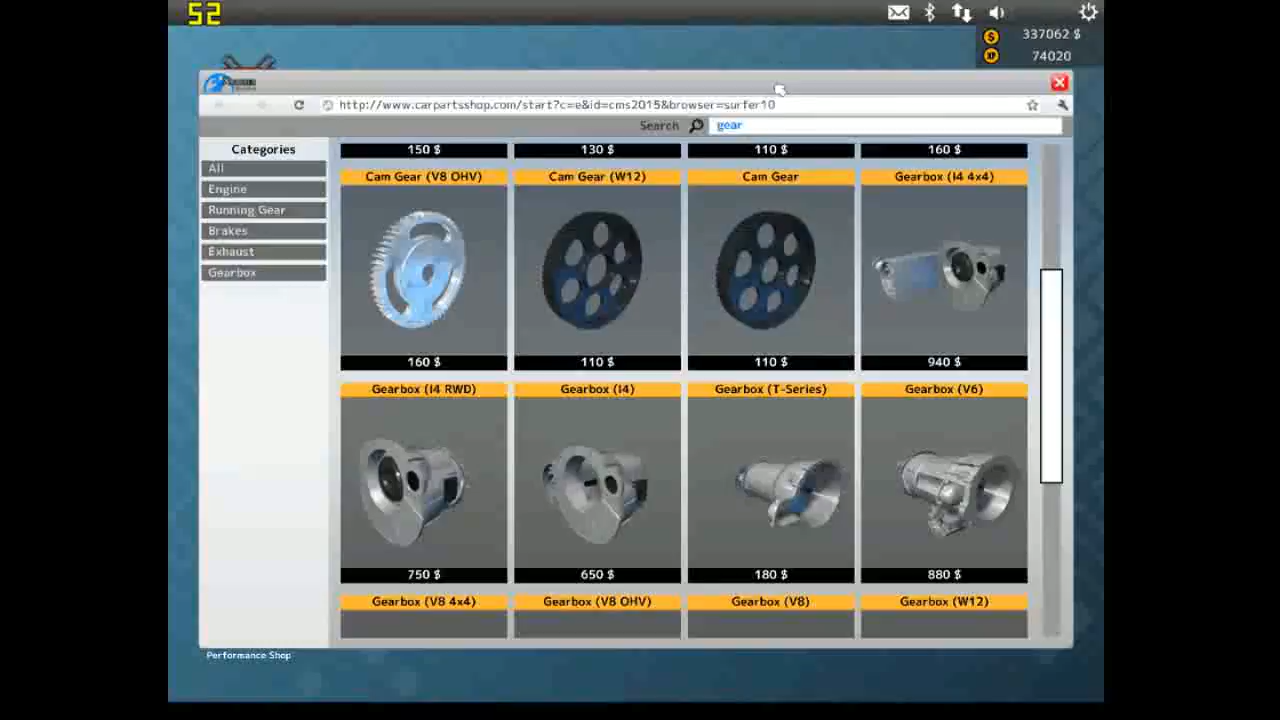 52
337062 $
74020
http://www.carpartsshop.com/start?c=e&id=cms2015&browser=surfer10
Search gear
Categories
All
Engine
Running Gear
Brakes
Exhaust
Gearbox
150 $ 130 $ 110 $ 160 $
Cam Gear (V8 OHV) Cam Gear (W12) Cam Gear Gearbox (I4 4x4)
160 $ 110 $ 110 $ 940 $
Gearbox (I4 RWD) Gearbox (I4) Gearbox (T-Series) Gearbox (V6)
750 $ 650 $ 180 $ 880 $
Gearbox (V8 4x4) Gearbox (V8 OHV) Gearbox (V8) Gearbox (W12)
Performance Shop